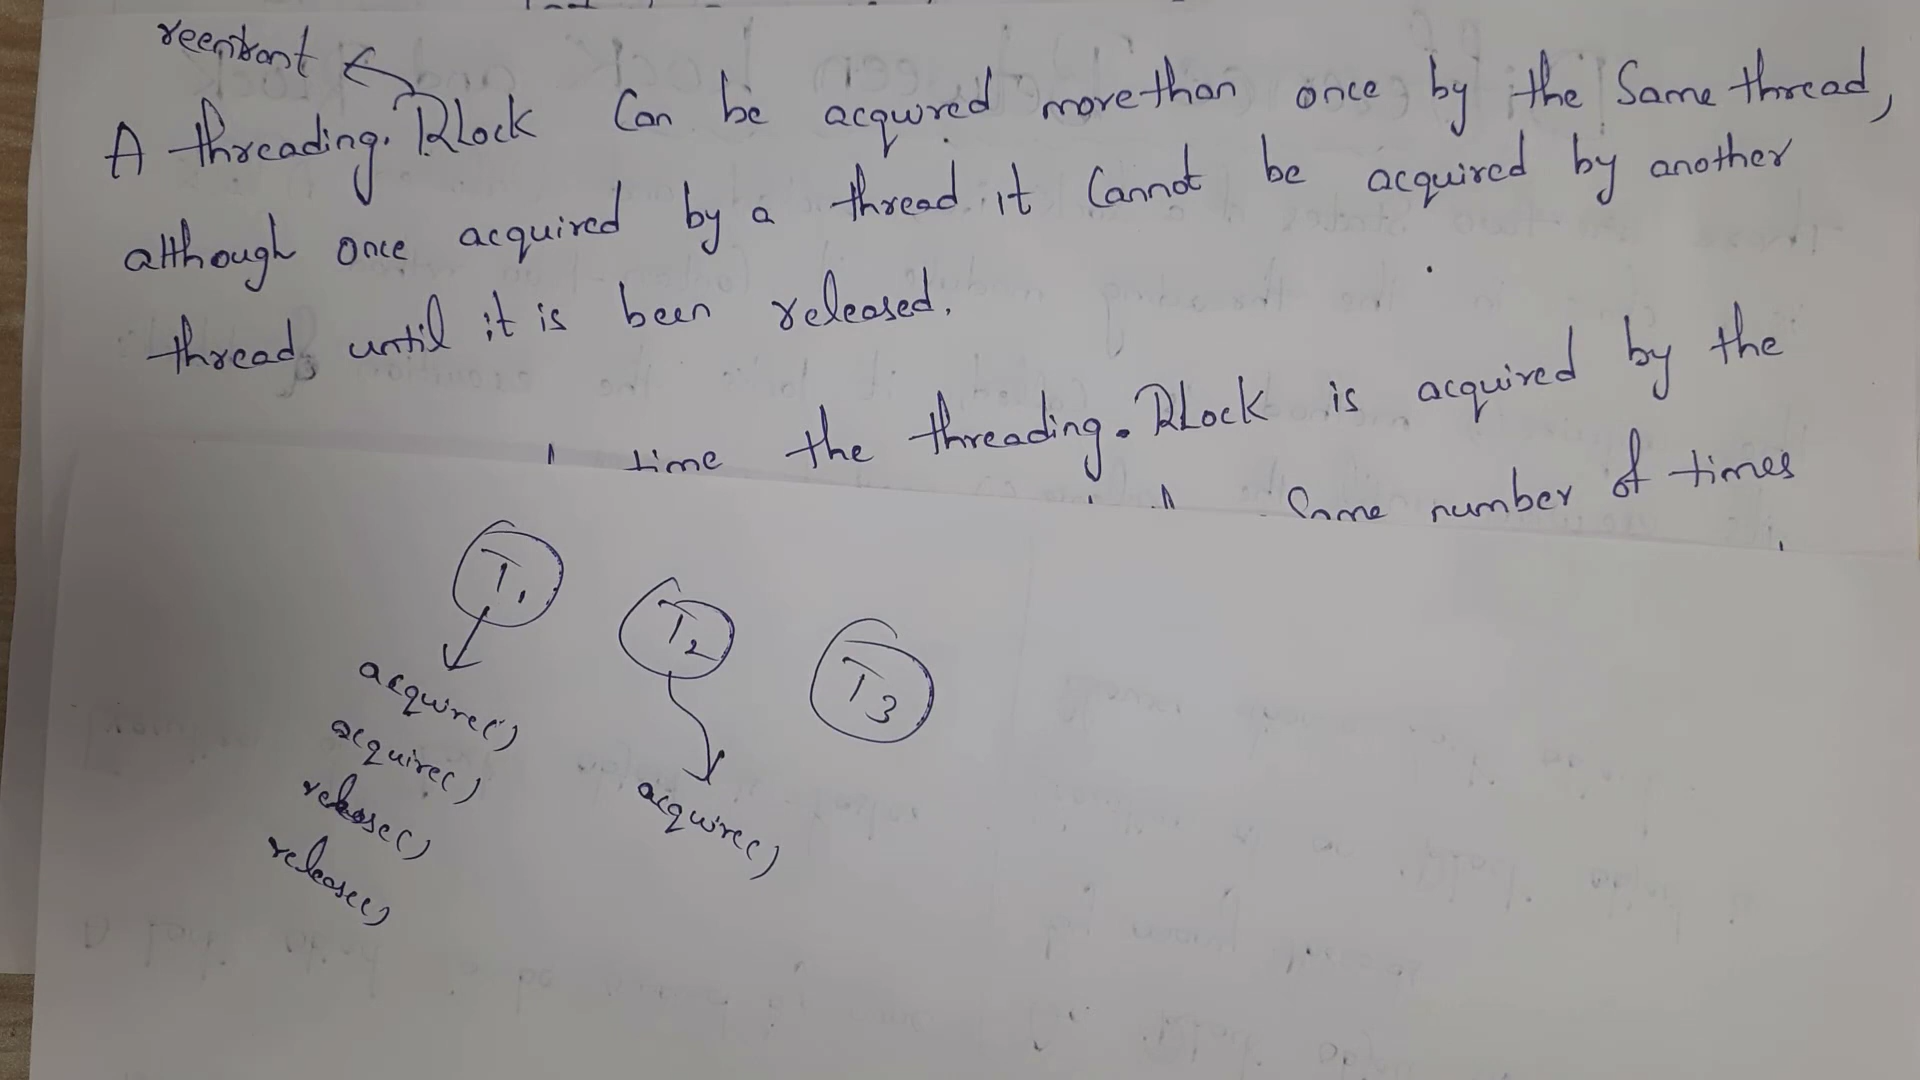 reentrant
A threading.Rlock Can be acquired more than once by the Same thread,
although once acquired by a thread it Cannot be acquired by another
thread, until it is been released.
time the threading.RLock is acquired by the
Same number of times
T1
T2
T3
acquire()
acquire()
release()
release()
acquire()